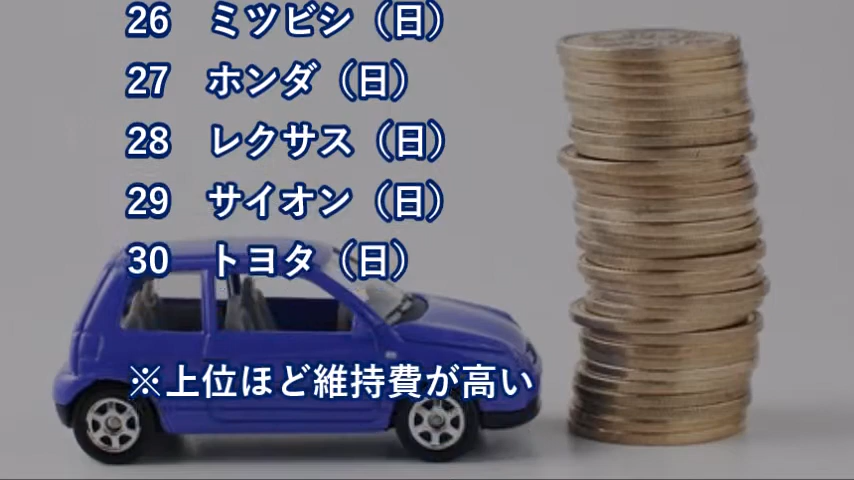 26 ミツビシ（日）
27 ホンダ（日）
28 レクサス（日）
29 サイオン（日）
30 トヨタ（日）
※上位ほど維持費が高い